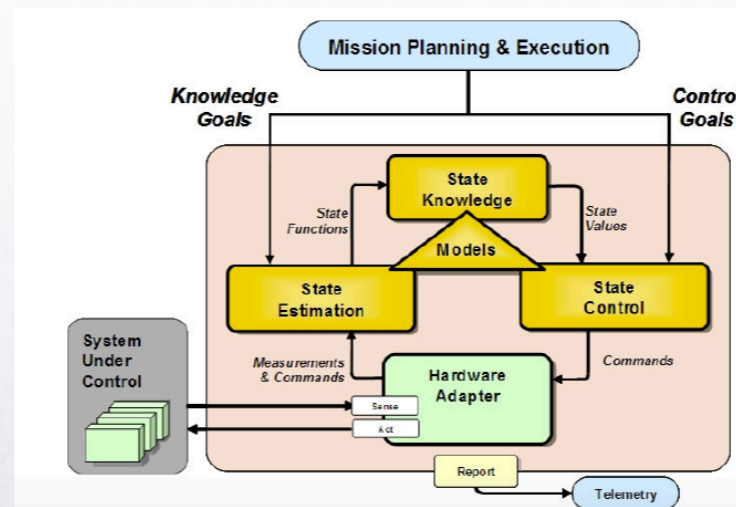 Mission Planning & Execution
Knowledge
Goals
Contro
Goals
State
Knowledge
State
Functions
State
Values
Models
State
Estimation
State
Control
System
Under
Control
Measurements
& Commands
Hardware
Adapter
Commands
Sense
Act
Report
Telemetry